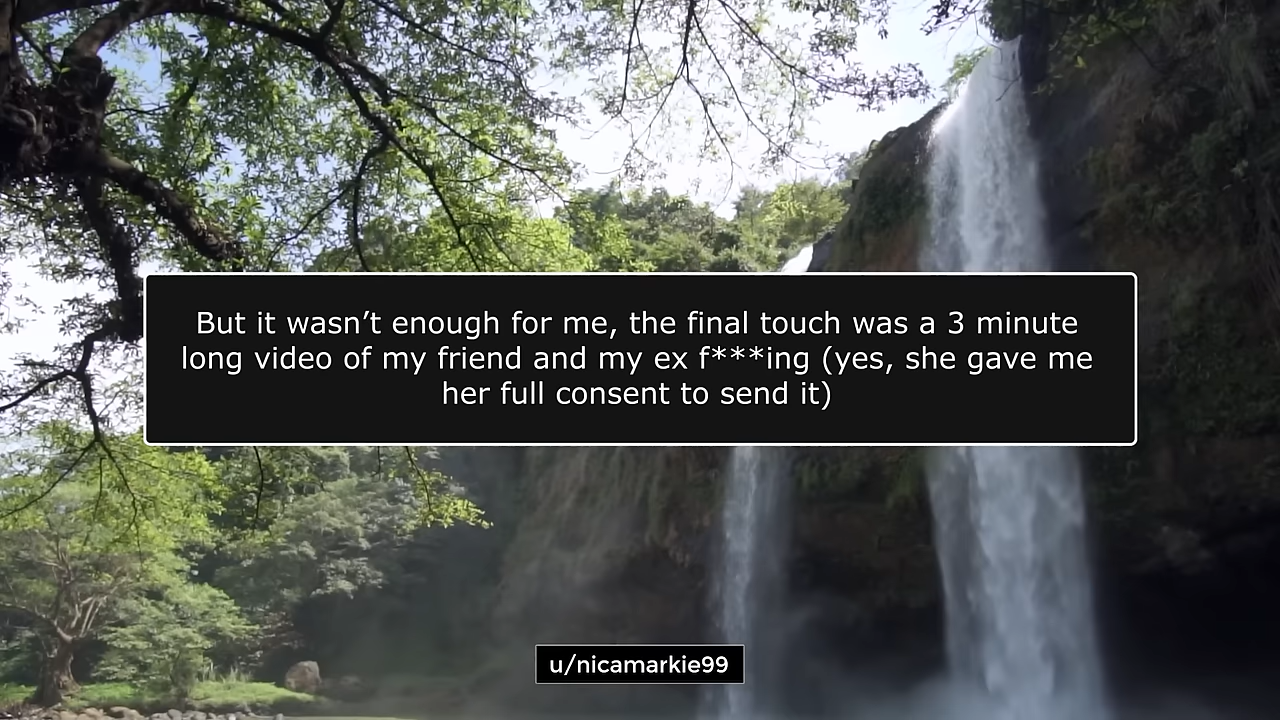 But it wasn’t enough for me, the final touch was a 3 minute
long video of my friend and my ex f***ing (yes, she gave me
her full consent to send it)
u/nicamarkie99